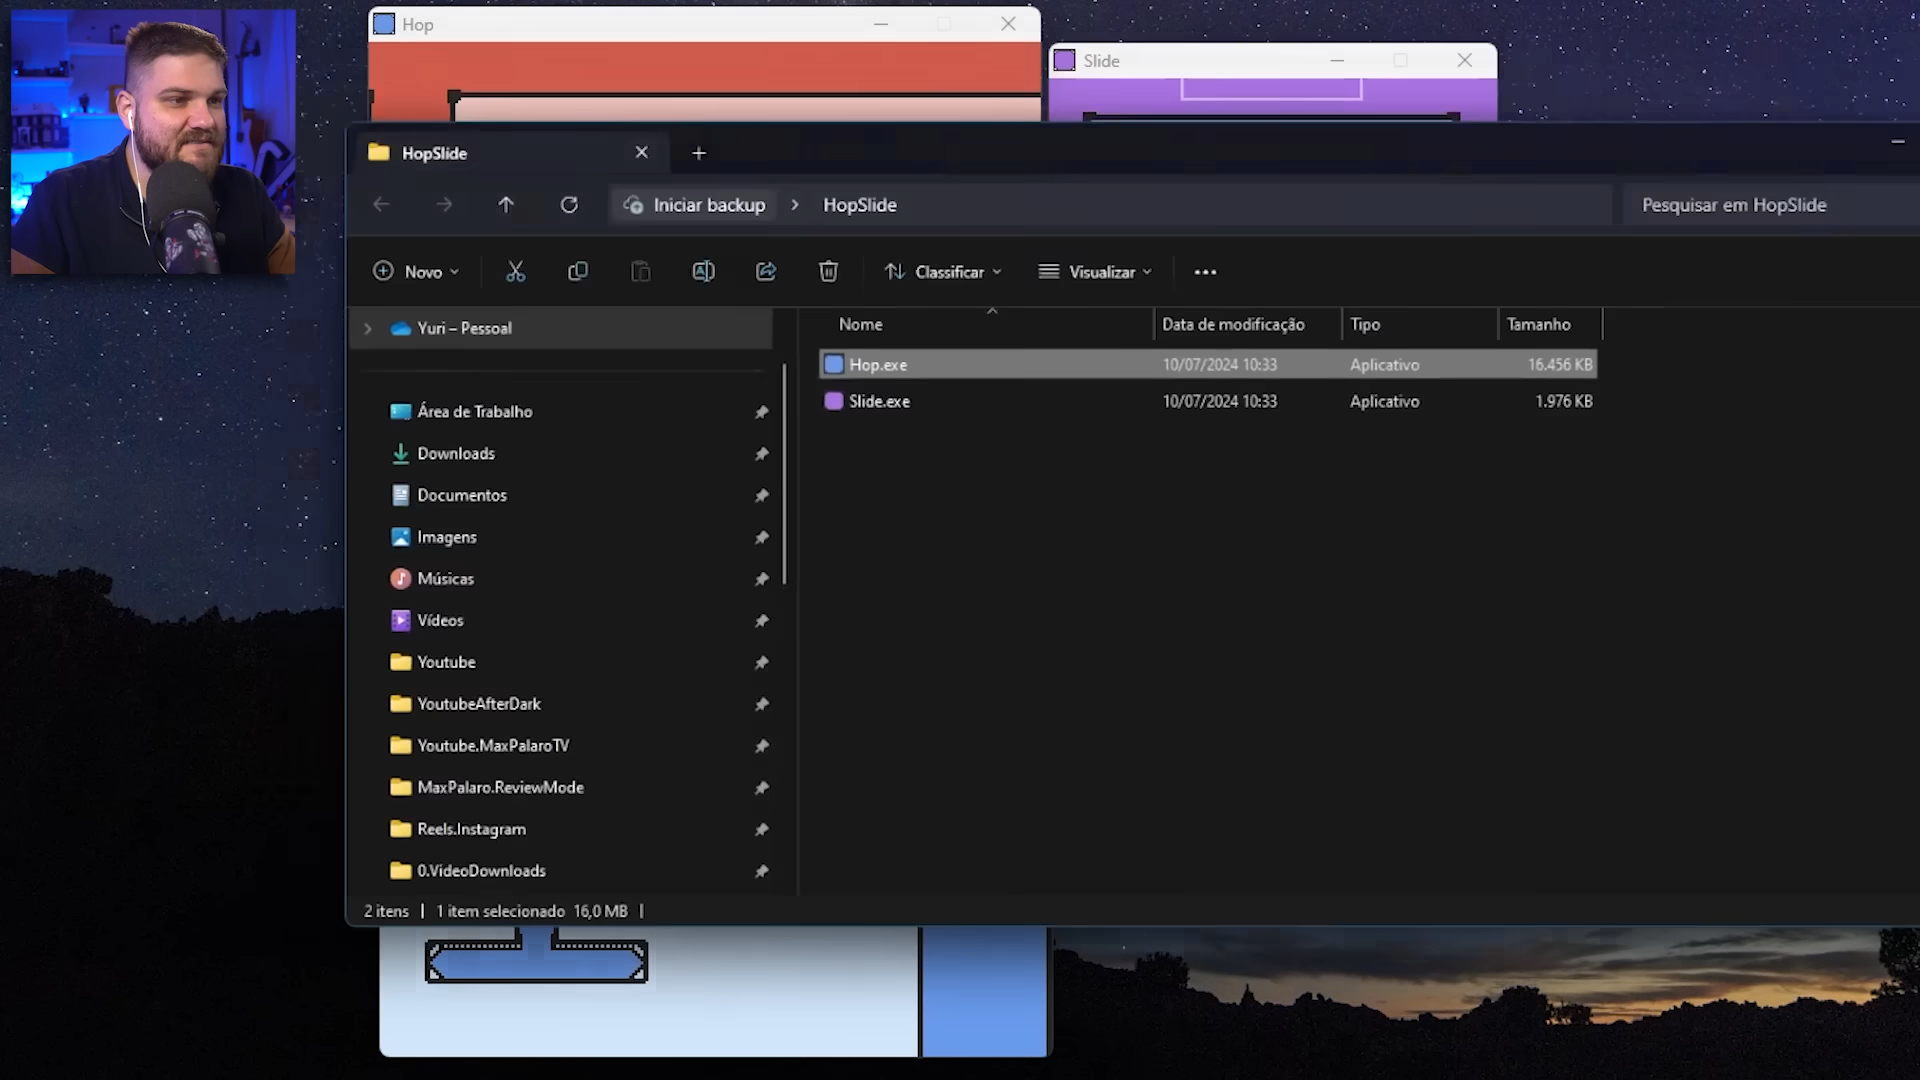 Hop
Slide
HopSlide
Iniciar backup > HopSlide
Pesquisar em HopSlide
Novo
Classificar
Visualizar
Yuri – Pessoal
Nome
Data de modificação
Tipo
Tamanho
Hop.exe
10/07/2024 10:33
Aplicativo
16.456 KB
Slide.exe
10/07/2024 10:33
Aplicativo
1.976 KB
Área de Trabalho
Downloads
Documentos
Imagens
Músicas
Vídeos
Youtube
YoutubeAfterDark
Youtube.MaxPalaroTV
MaxPalaro.ReviewMode
Reels.Instagram
0.VideoDownloads
2 itens | 1 item selecionado 16,0 MB |